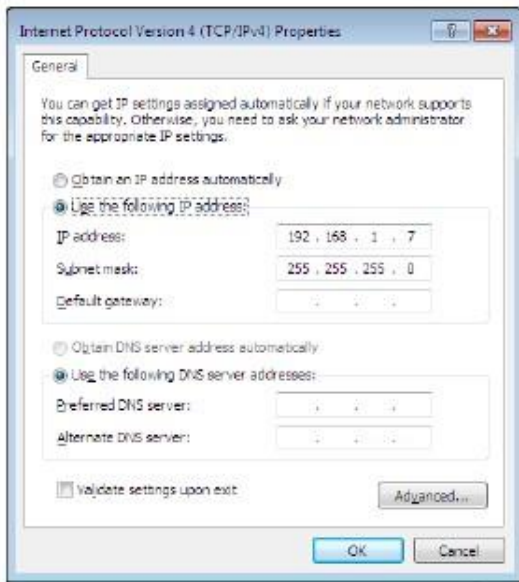 Internet Protocol Version 4 (TCP/IPv4) Properties
General
You can get IP settings assigned automatically if your network supports
this capability. Otherwise, you need to ask your network administrator
for the appropriate IP settings.
Obtain an IP address automatically
Use the following IP address:
IP address: 192 . 168 . 1 . 7
Subnet mask: 255 . 255 . 255 . 0
Default gateway: . . .
Obtain DNS server address automatically
Use the following DNS server addresses:
Preferred DNS server: . . .
Alternate DNS server: . . .
Validate settings upon exit
Advanced...
OK Cancel